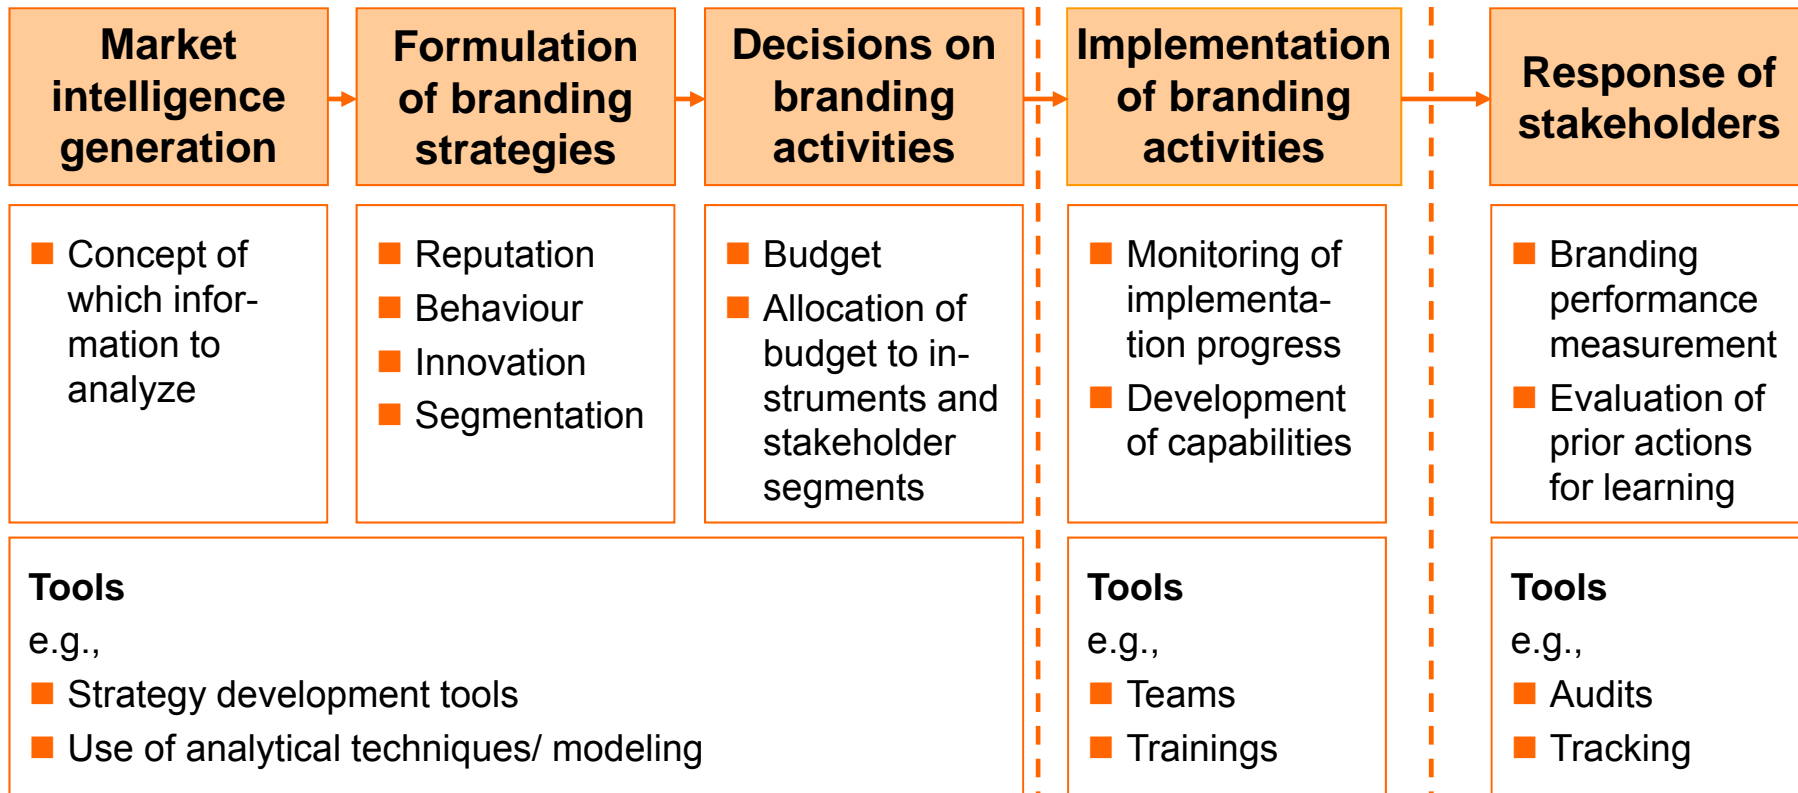 Market
intelligence
generation
Formulation
of branding
strategies
Decisions on
branding
activities
Implementation
of branding
activities
Response of
stakeholders
Concept of
which infor-
mation to
analyze
Reputation
Behaviour
Innovation
Segmentation
Budget
Allocation of
budget to in-
struments and
stakeholder
segments
Monitoring of
implementa-
tion progress
Development
of capabilities
Branding
performance
measurement
Evaluation of
prior actions
for learning
Tools
e.g.,
Strategy development tools
Use of analytical techniques/ modeling
Tools
e.g.,
Teams
Trainings
Tools
e.g.,
Audits
Tracking